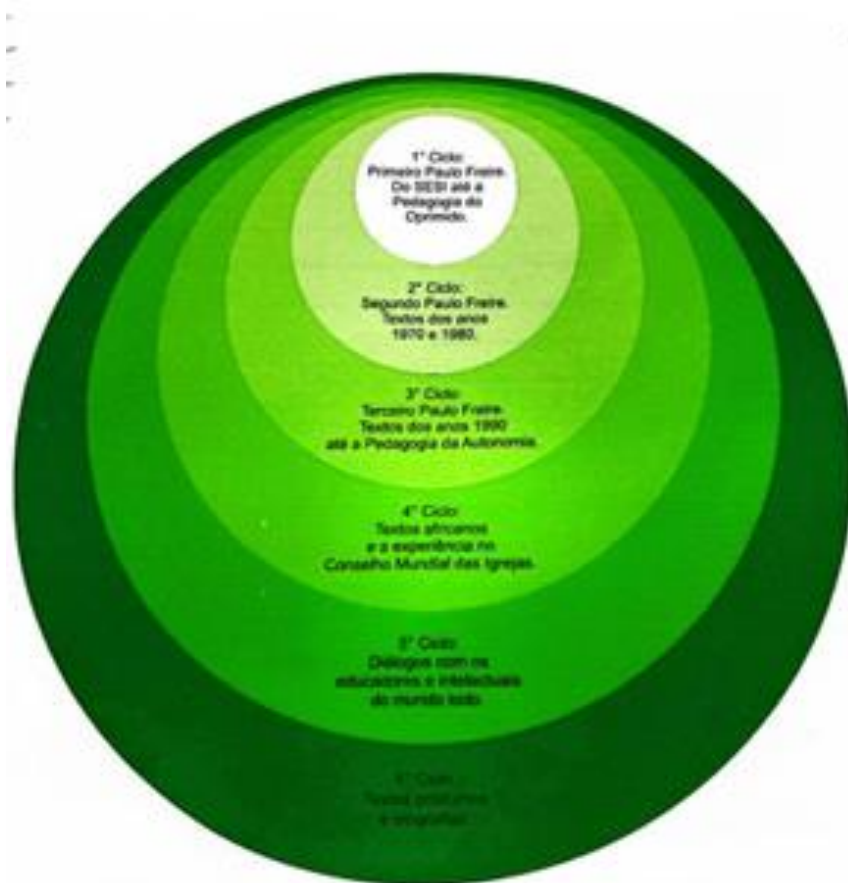 1° Ciclo:
Primeiro Paulo Freire.
Do SESI até a
Pedagogia do
Oprimido.
2° Ciclo:
Segundo Paulo Freire.
Textos dos anos
1970 e 1980.
3° Ciclo:
Terceiro Paulo Freire.
Textos dos anos 1990
até a Pedagogia da Autonomia.
4° Ciclo:
Textos africanos
e a experiência no
Conselho Mundial das Igrejas.
5° Ciclo:
Diálogos com os
educadores e intelectuais
do mundo todo.
Ciclo:
Textos